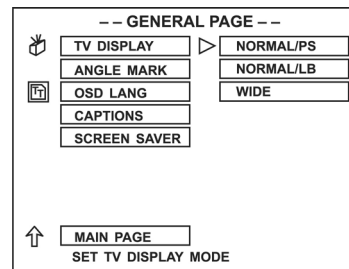 -- GENERAL PAGE --
TV DISPLAY NORMAL/PS
ANGLE MARK NORMAL/LB
OSD LANG WIDE
CAPTIONS
SCREEN SAVER
MAIN PAGE
SET TV DISPLAY MODE